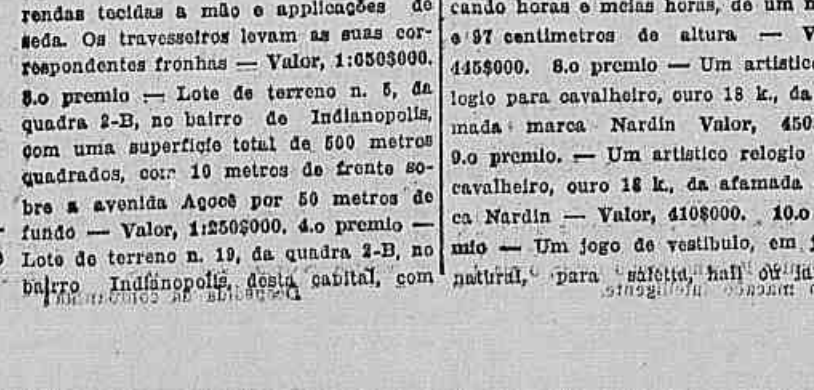 rendas tecidas a mão e applicações de
seda. Os travesseiros levam as suas cor-
respondentes fronhas — Valor, 1:050$000.
3.o premio — Lote de terreno n. 5, da
quadra 2-B, no bairro de Indianopolis,
com uma superficie total de 500 metros
quadrados, com 10 metros de frente so-
bre a avenida Agocê por 50 metros de
fundo — Valor, 1:250$000. 4.o premio —
Lote de terreno n. 19, da quadra 2-B, no
bairro Indianopolis, desta capital, com
cando horas e meias horas, de um
e 97 centimetros de altura —
445$000. 8.o premio — Um artistic
logio para cavalheiro, ouro 18 k., da
mada marca Nardin Valor, 450
9.o premio. — Um artistico relogio
cavalheiro, ouro 18 k., da afamada
ca Nardin — Valor, 410$000. 10.o
mio — Um jogo de vestibulo, em
natural, para saleta, hall ou